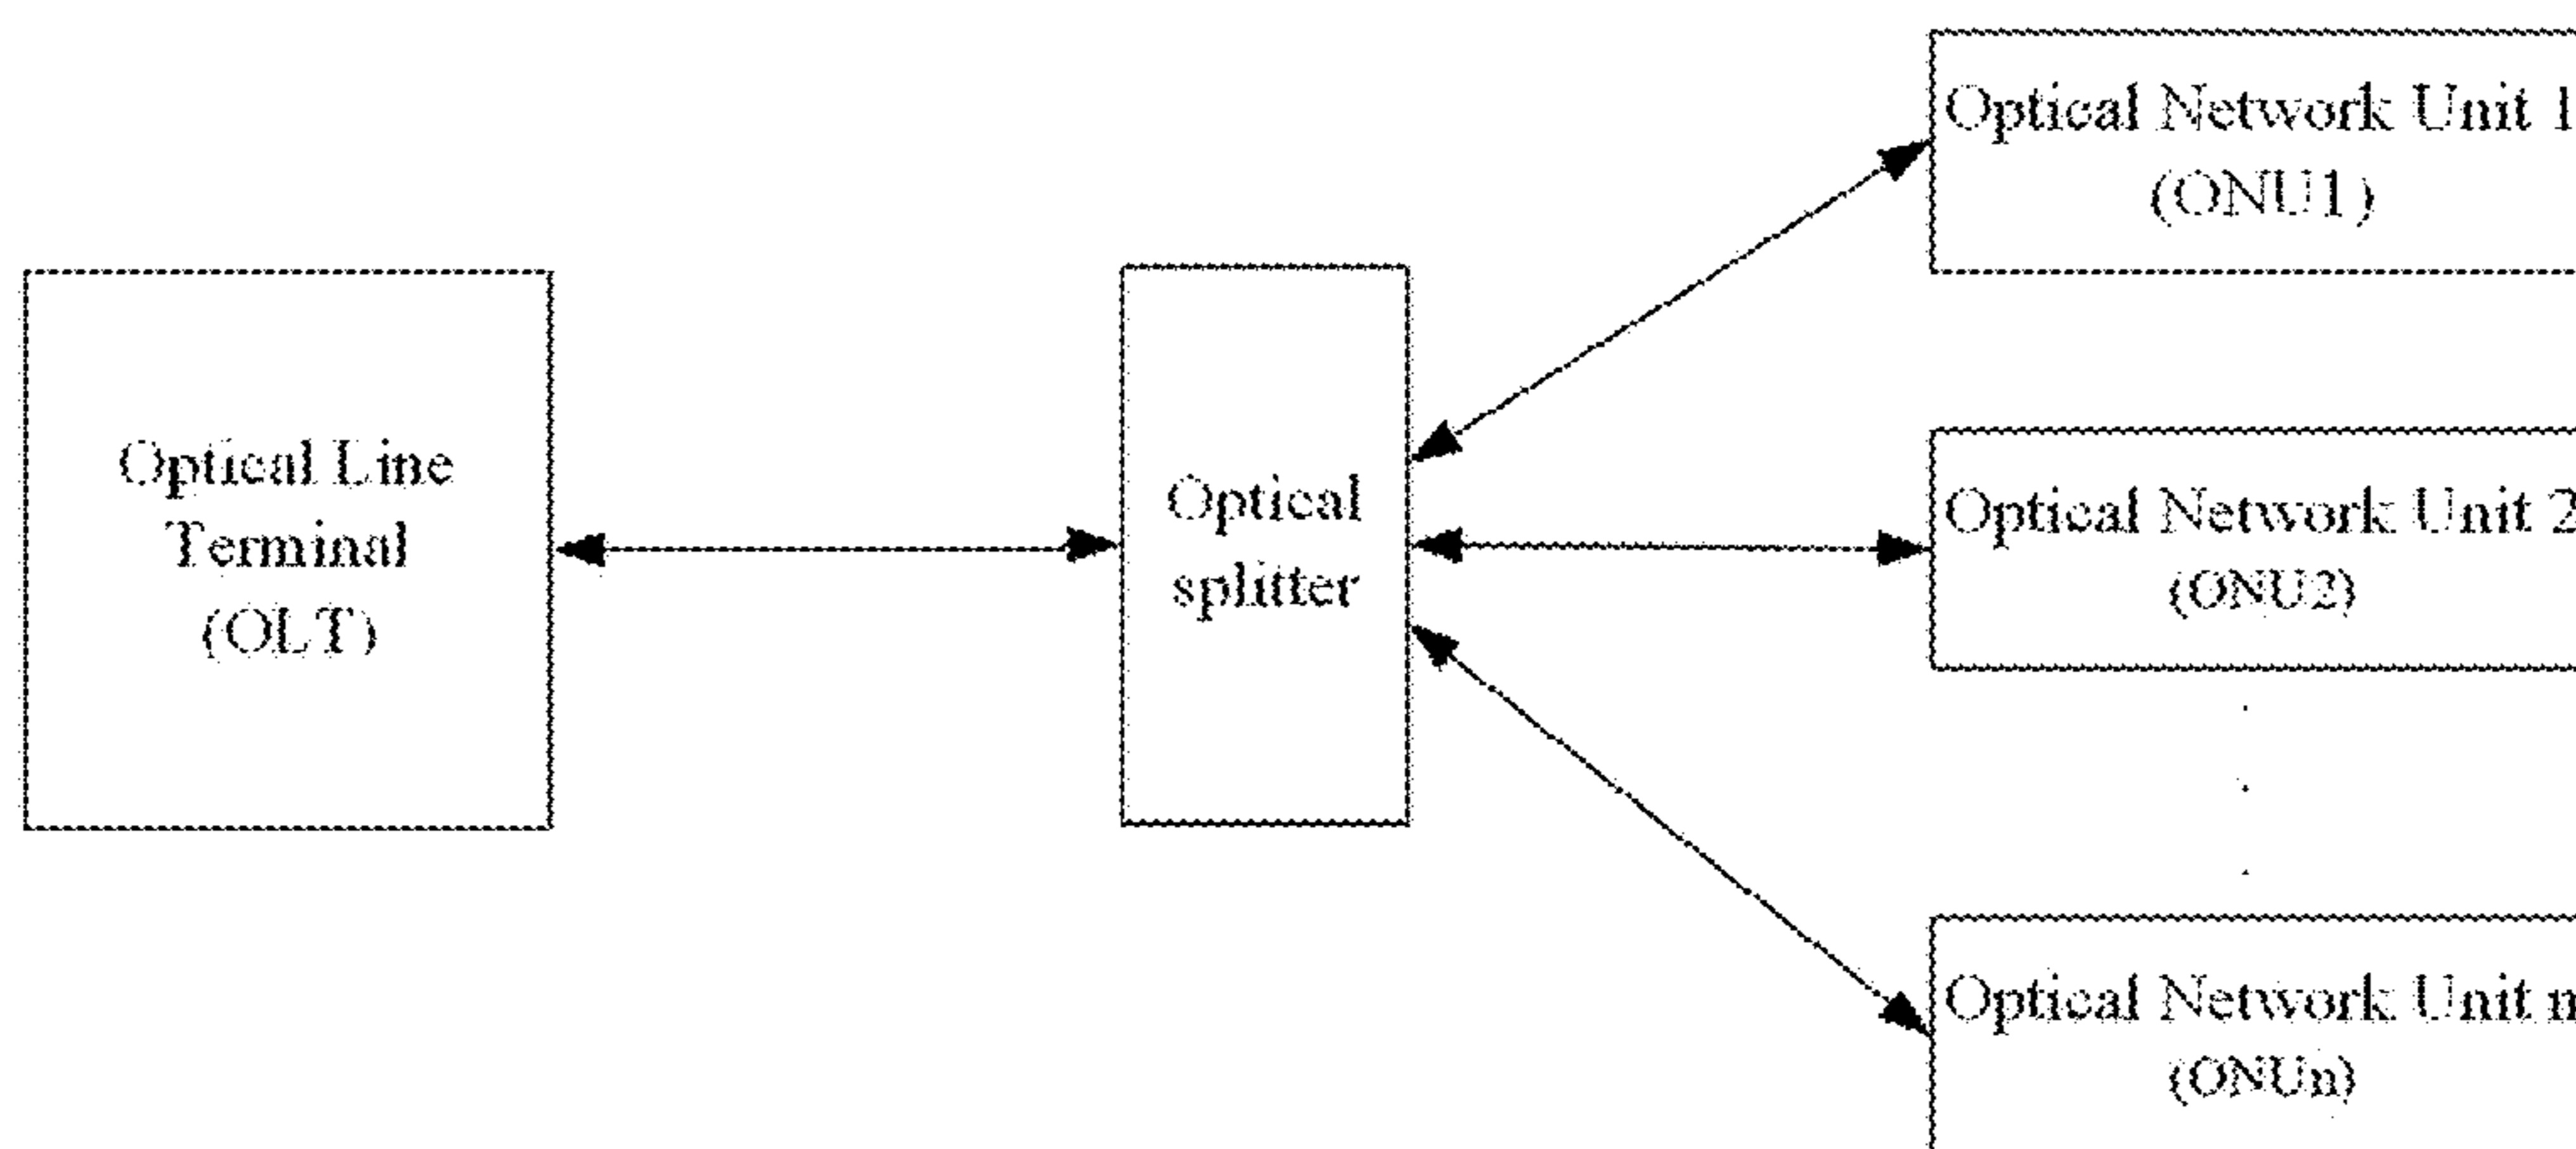 Optical Network Unit 1
(ONU1)
Optical Line
Terminal
(OLT)
Optical
splitter
Optical Network Unit 2
(ONU2)
Optical Network Unit n
(ONUn)